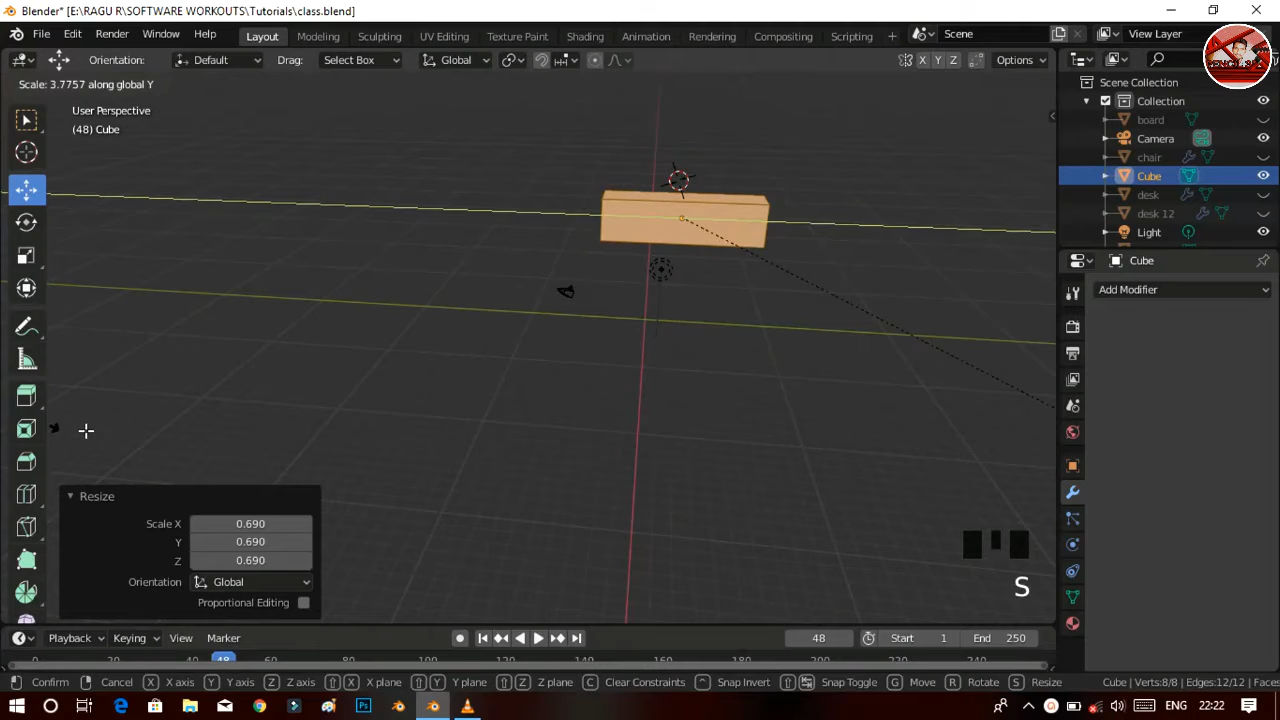 Blender* [E:\RAGU R\SOFTWARE WORKOUTS\Tutorials\class.blend]
File Edit Render Window Help Layout Modeling Sculpting UV Editing Texture Paint Shading Animation Rendering Compositing Scripting + Scene View Layer
Orientation: Default Drag: Select Box Global X Y Z Options
Scale: 3.7757 along global Y
User Perspective
(48) Cube
Scene Collection
Collection
board
Camera
chair
Cube
desk
desk 12
Light
Cube
Add Modifier
Resize
Scale X 0.690
Y 0.690
Z 0.690
Orientation Global
Proportional Editing
S
Playback Keying View Marker 48 Start 1 End 250
0 20 40 48 60 80 100 120 140 160 180 200 220 240
Confirm Cancel X X axis Y Y axis Z Z axis X X plane Y Y plane Z Z plane C Clear Constraints Snap Invert Snap Toggle G Move R Rotate S Resize Cube | Verts:8/8 | Edges:12/12 | Faces
ENG 22:22